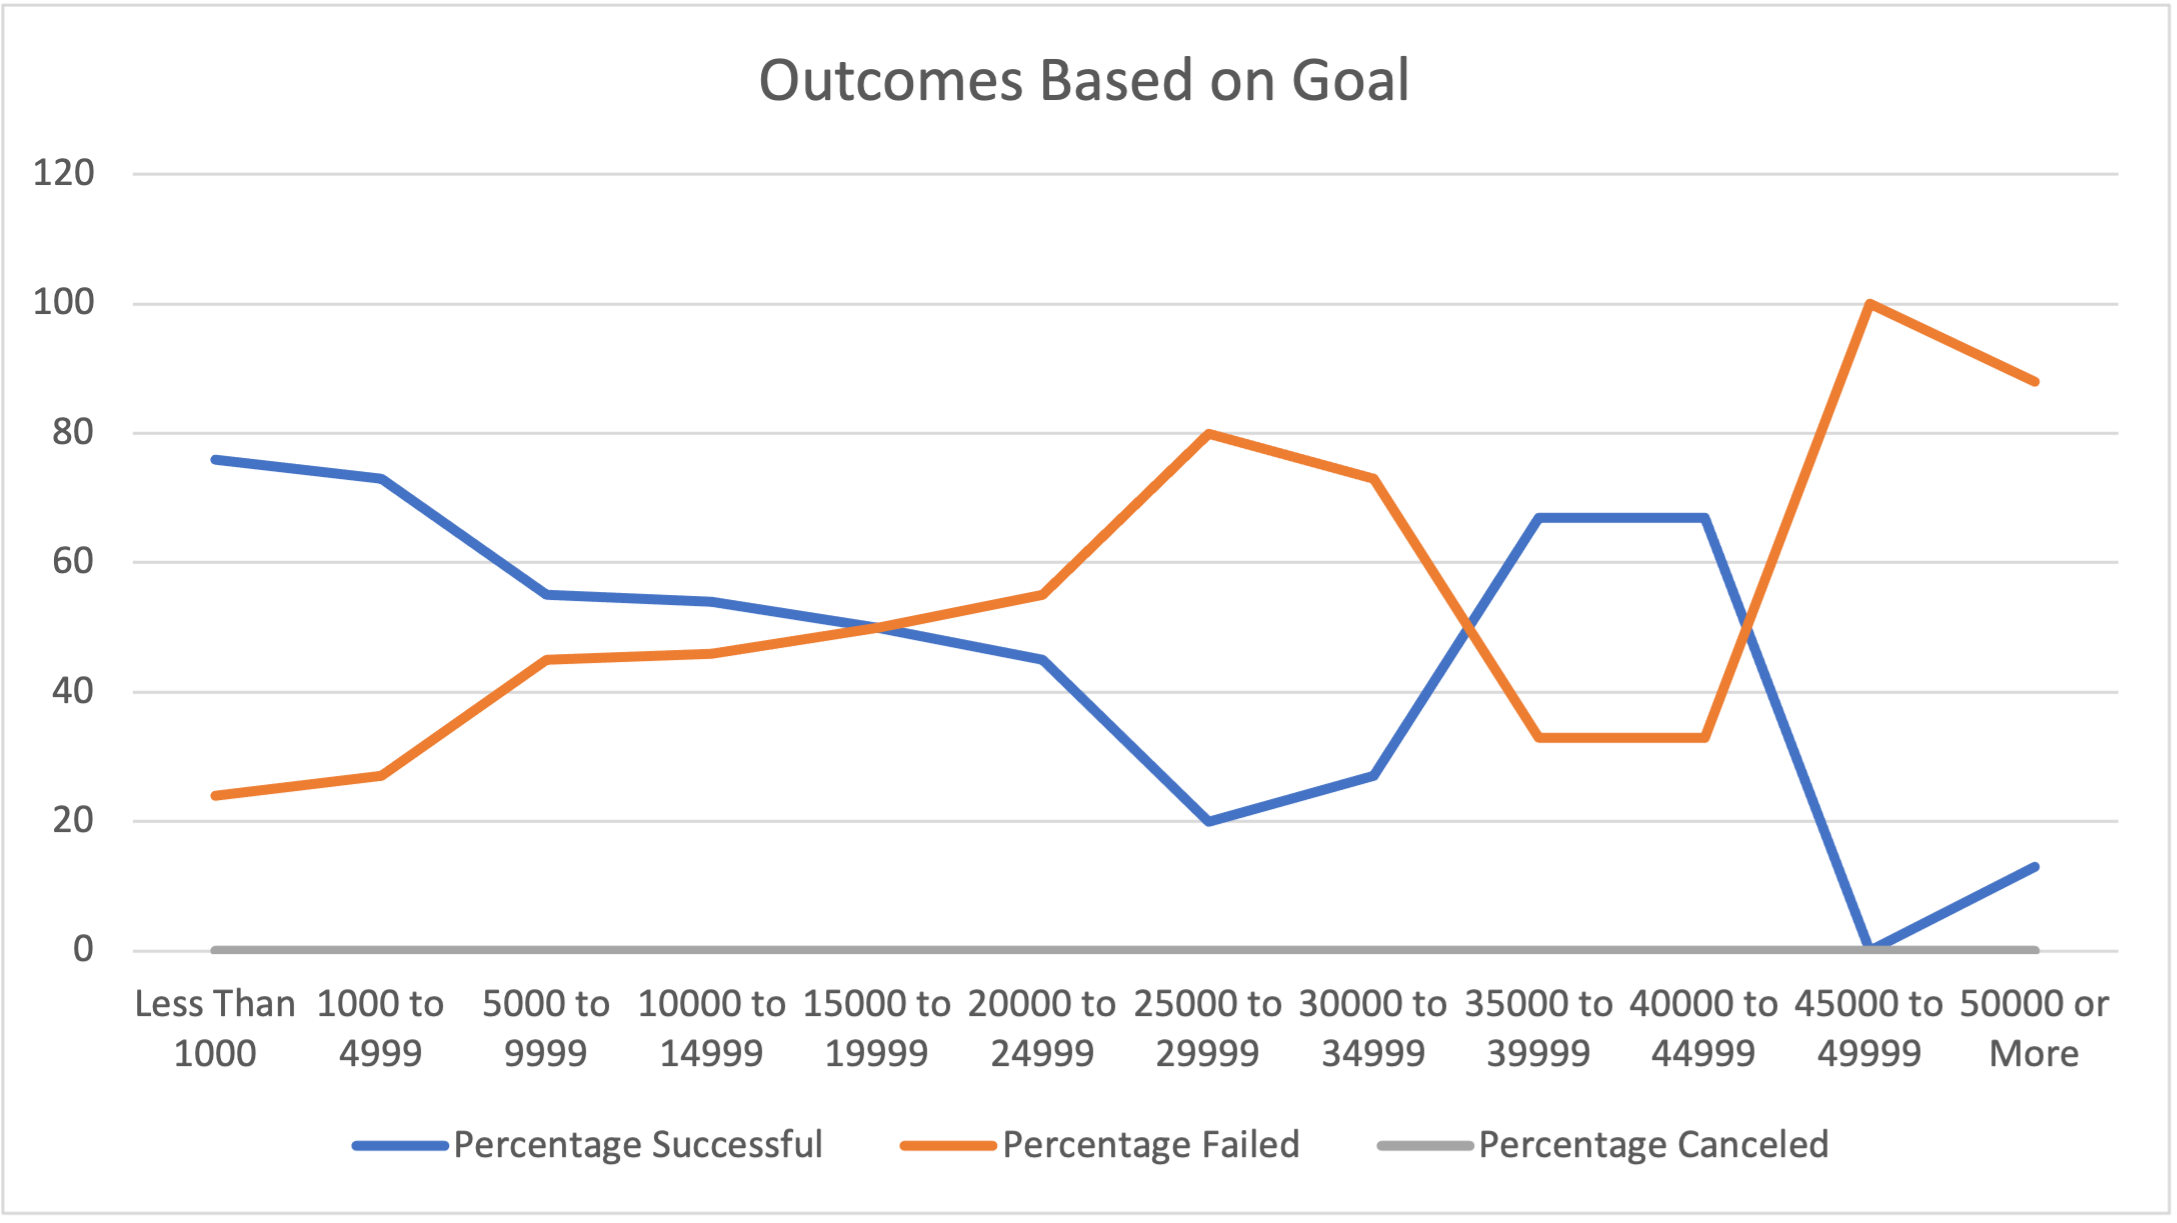 Outcomes Based on Goal
120
100
80
60
40
20
0
Less Than 1000 to 5000 to 10000 to 15000 to 20000 to 25000 to 30000 to 35000 to 40000 to 45000 to 50000 or
1000 4999 9999 14999 19999 24999 29999 34999 39999 44999 49999 More
Percentage Successful Percentage Failed Percentage Canceled